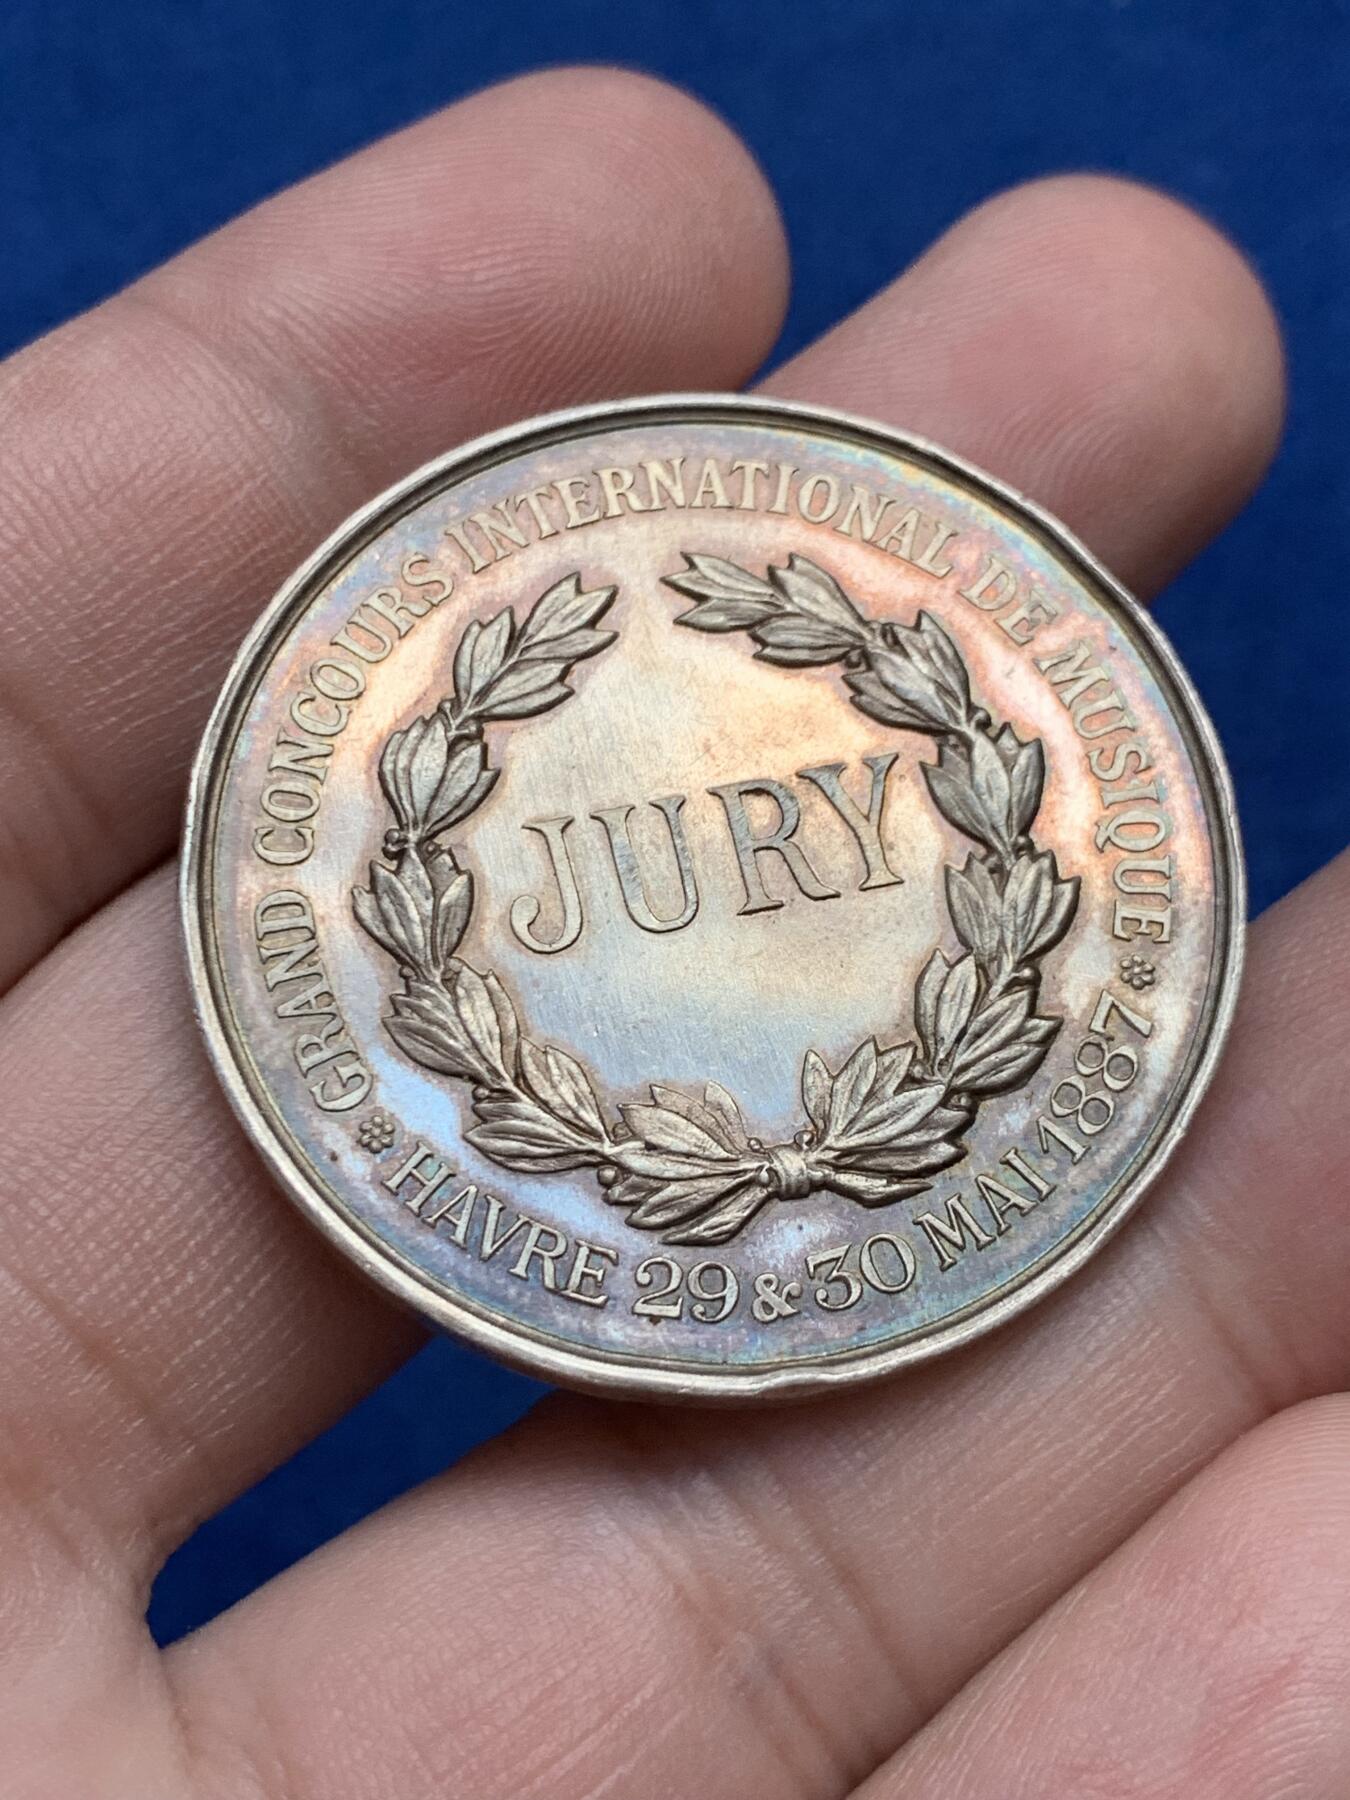 GRAND CONCOURS INTERNATIONAL DE MUSIQUE
JURY
HAVRE 29 & 30 MAI 1887